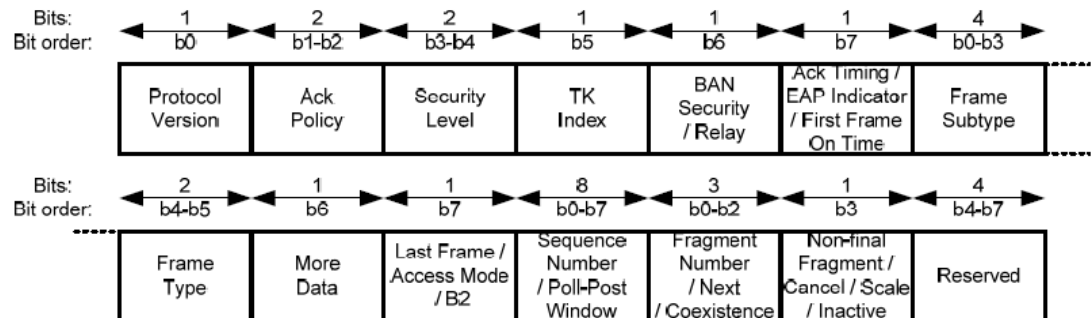 Bits: 1 2 2 1 1 1 4
Bit order: b0 b1-b2 b3-b4 b5 b6 b7 b0-b3
Protocol Version
Ack Policy
Security Level
TK Index
BAN Security / Relay
Ack Timing / EAP Indicator / First Frame On Time
Frame Subtype
Bits: 2 1 1 8 3 1 4
Bit order: b4-b5 b6 b7 b0-b7 b0-b2 b3 b4-b7
Frame Type
More Data
Last Frame / Access Mode / B2
Sequence Number / Poll-Post Window
Fragment Number / Next / Coexistence
Non-final Fragment / Cancel / Scale / Inactive
Reserved